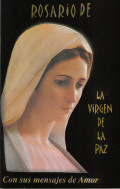 ROSARIO DE
LA
VIRGEN
DE LA
PAZ
Con sus mensajes de Amor